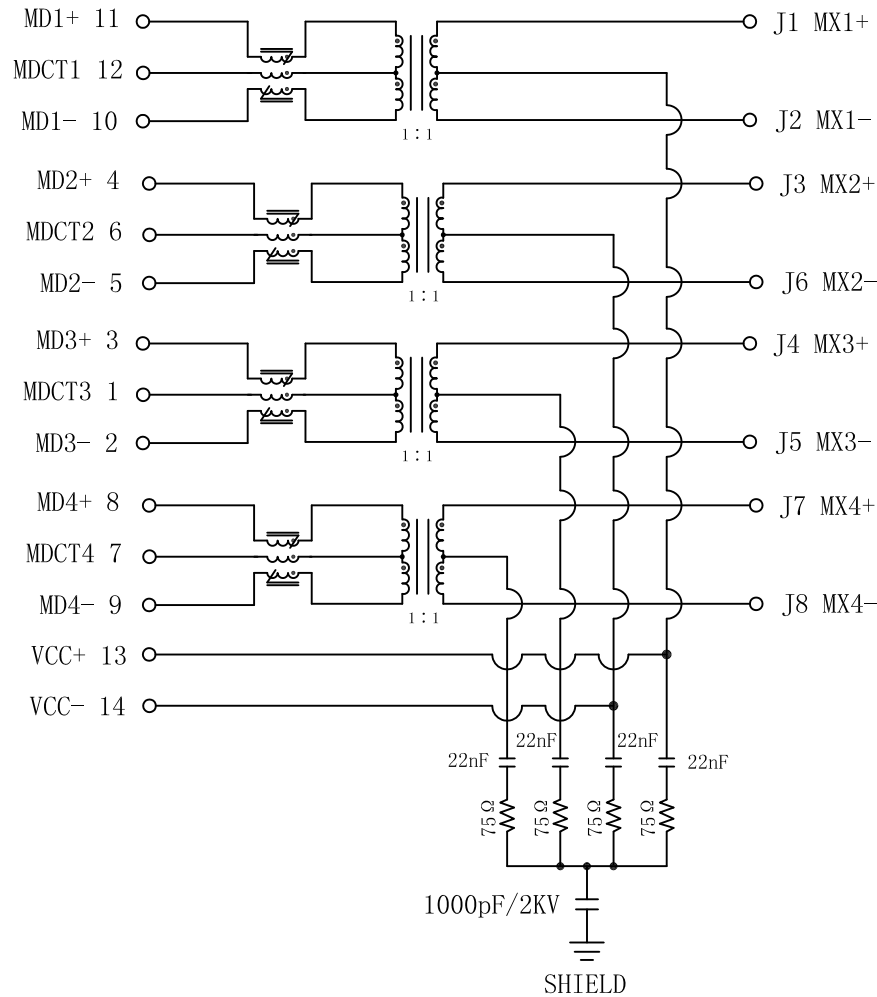 MD1+ 11
J1 MX1+
MDCT1 12
MD1- 10
J2 MX1-
1:1
MD2+ 4
J3 MX2+
MDCT2 6
MD2- 5
J6 MX2-
1:1
MD3+ 3
J4 MX3+
MDCT3 1
MD3- 2
J5 MX3-
1:1
MD4+ 8
J7 MX4+
MDCT4 7
MD4- 9
J8 MX4-
1:1
VCC+ 13
VCC- 14
22nF
22nF
22nF
22nF
75Ω
75Ω
75Ω
75Ω
1000pF/2KV
SHIELD